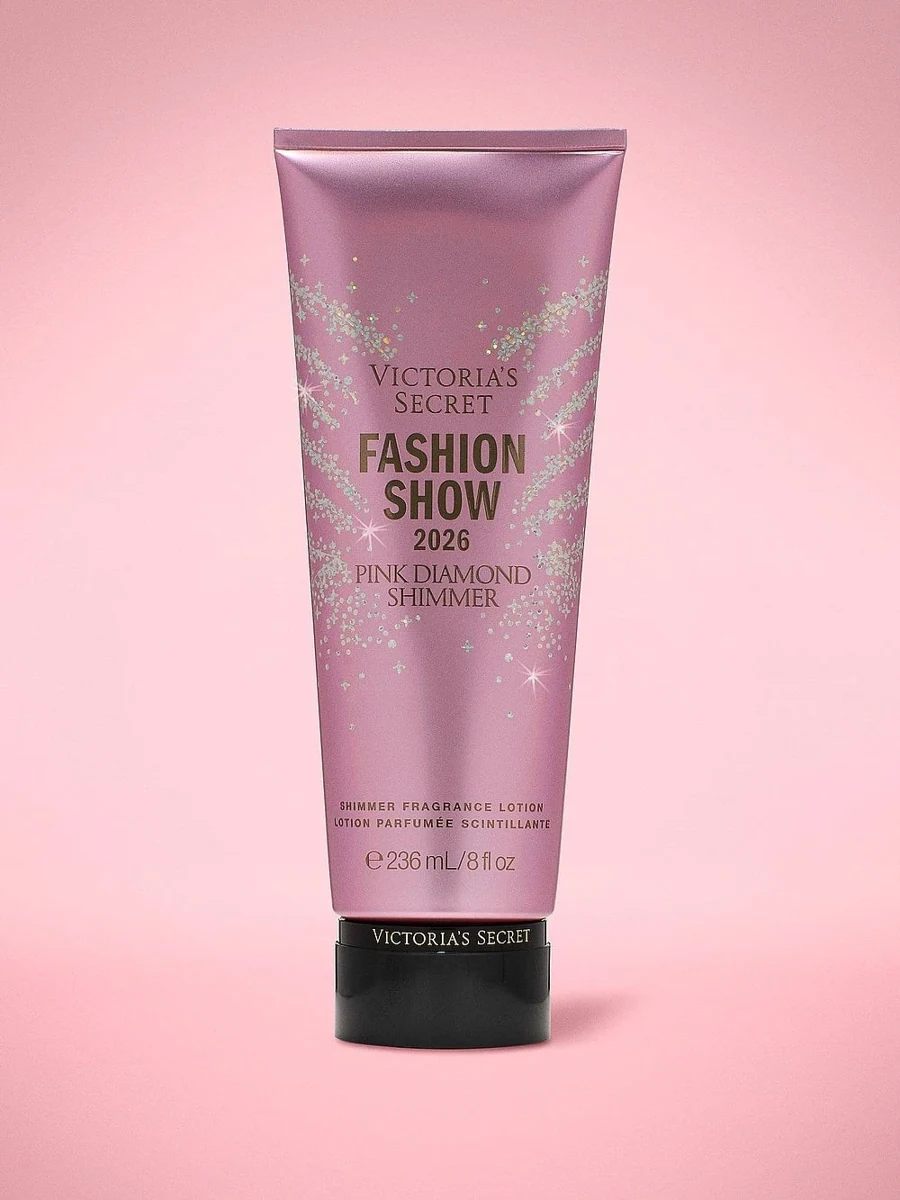 VICTORIA'S
SECRET
FASHION
SHOW
2026
PINK DIAMOND
SHIMMER
SHIMMER FRAGRANCE LOTION
LOTION PARFUMÉE SCINTILLANTE
℮ 236 mL/8 fl oz
VICTORIA'S SECRET